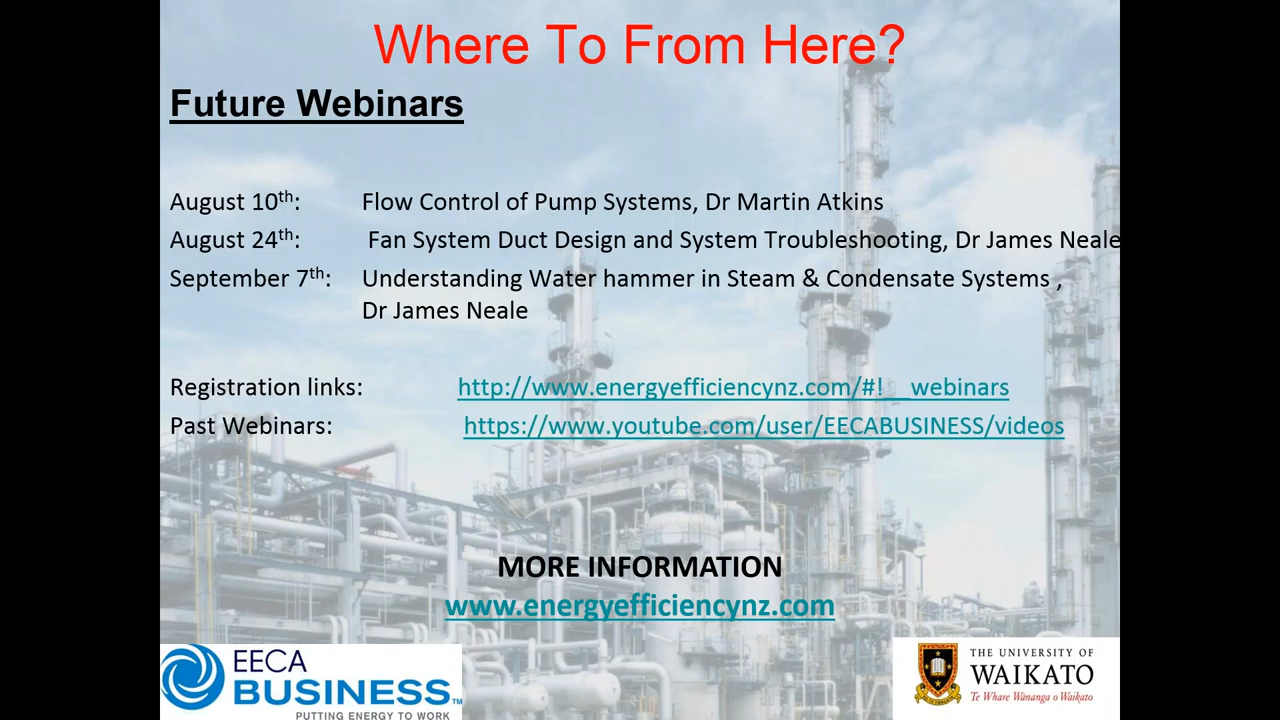 Where To From Here?
Future Webinars
August 10th: Flow Control of Pump Systems, Dr Martin Atkins
August 24th: Fan System Duct Design and System Troubleshooting, Dr James Neale
September 7th: Understanding Water hammer in Steam & Condensate Systems ,
Dr James Neale
Registration links: http://www.energyefficiencynz.com/#!__webinars
Past Webinars: https://www.youtube.com/user/EECABUSINESS/videos
MORE INFORMATION
www.energyefficiencynz.com
EECA
BUSINESS™
PUTTING ENERGY TO WORK
THE UNIVERSITY OF
WAIKATO
Te Whare Wānanga o Waikato